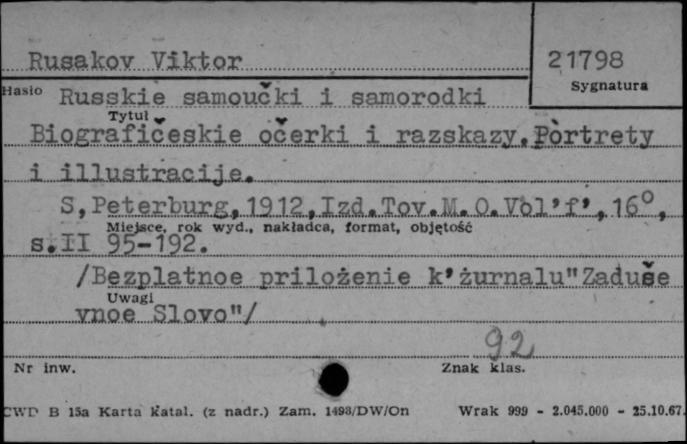 Rusakov Viktor
21798
Hasło
Sygnatura
Russkie samoučki i samorodki
Tytuł
Biografičeskie očerki i razskazy.Portrety
i illustracije.
S,Peterburg,1912,Izd.Tov.M.O.Vol'f',16°,
Miejsce, rok wyd., nakładca, format, objętość
s.II 95-192.
/Bezplatnoe priloženie k'žurnalu"Zaduše
Uwagi
vnoe Slovo"/
92
Nr inw.
Znak klas.
CWD B 15a Karta katal. (z nadr.) Zam. 1493/DW/On
Wrak 999 - 2.045.000 - 25.10.67.